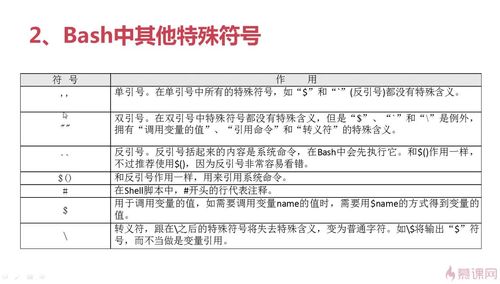 2、Bash中其他特殊符号
符 号 作 用
' ' 单引号。在单引号中所有的特殊符号，如“$”和“`”(反引号)都没有特殊含义。
双引号。在双引号中特殊符号都没有特殊含义，但是“$”、“`”和“\”是例外，
" " 拥有“调用变量的值”、“引用命令”和“转义符”的特殊含义。
` ` 反引号。反引号括起来的内容是系统命令，在Bash中会先执行它。和$()作用一样，
不过推荐使用$()，因为反引号非常容易看错。
$() 和反引号作用一样，用来引用系统命令。
# 在Shell脚本中，#开头的行代表注释。
$ 用于调用变量的值，如需要调用变量name的值时，需要用$name的方式得到变量的
值。
\ 转义符，跟在\之后的特殊符号将失去特殊含义，变为普通字符。如\$将输出“$”符
号，而不当做是变量引用。
慕课网